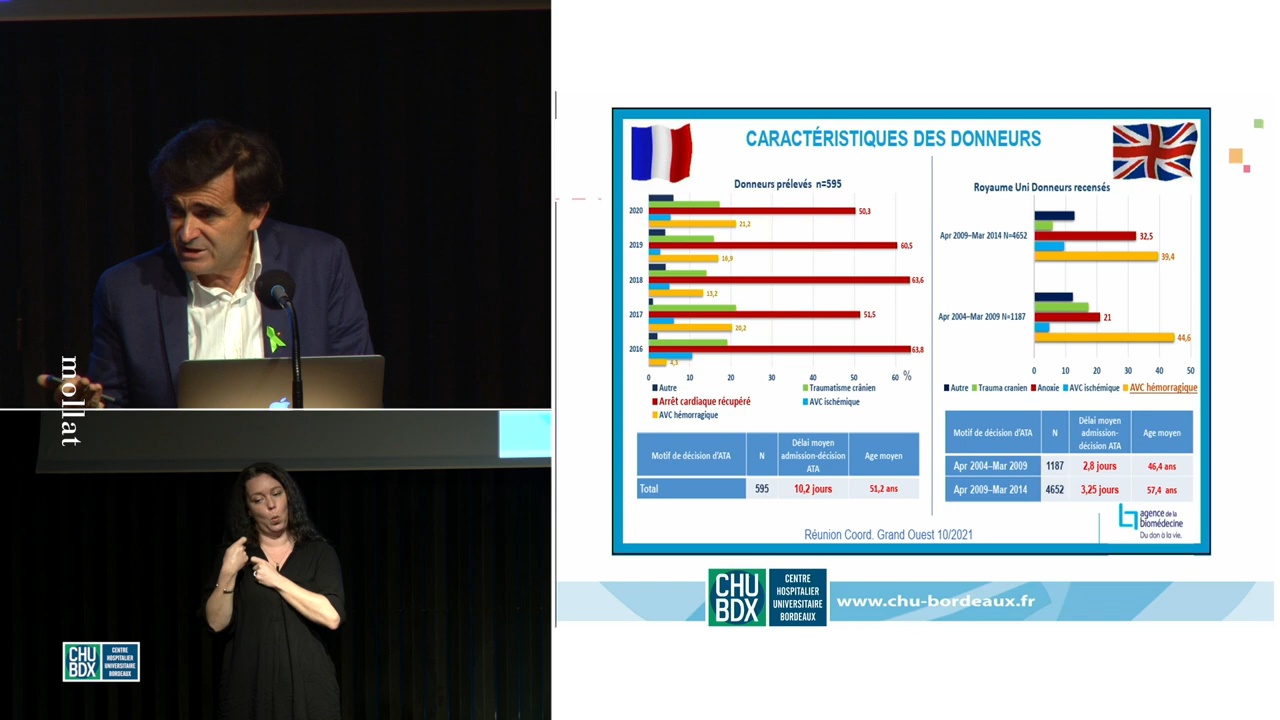 mollat
CHU
BDX
CENTRE
HOSPITALIER
UNIVERSITAIRE
BORDEAUX
CARACTÉRISTIQUES DES DONNEURS
Donneurs prélevés n=595
2020
50,3
21,2
2019
60,5
16,9
2018
63,6
13,2
2017
51,5
20,2
2016
63,8
4,3
0 10 20 30 40 50 60 %
Autre
Traumatisme crânien
Arrêt cardiaque récupéré
AVC ischémique
AVC hémorragique
Motif de décision d'ATA N Délai moyen admission-décision ATA Age moyen
Total 595 10,2 jours 51,2 ans
Royaume Uni Donneurs recensés
Apr 2009–Mar 2014 N=4652
32,5
39,4
Apr 2004–Mar 2009 N=1187
21
44,6
0 10 20 30 40 50
Autre Trauma cranien Anoxie AVC ischémique AVC hémorragique
Motif de décision d'ATA N Délai moyen admission-décision ATA Age moyen
Apr 2004–Mar 2009 1187 2,8 jours 46,4 ans
Apr 2009–Mar 2014 4652 3,25 jours 57,4 ans
agence de la
biomédecine
Du don à la vie.
Réunion Coord. Grand Ouest 10/2021
CHU
BDX
CENTRE
HOSPITALIER
UNIVERSITAIRE
BORDEAUX
www.chu-bordeaux.fr